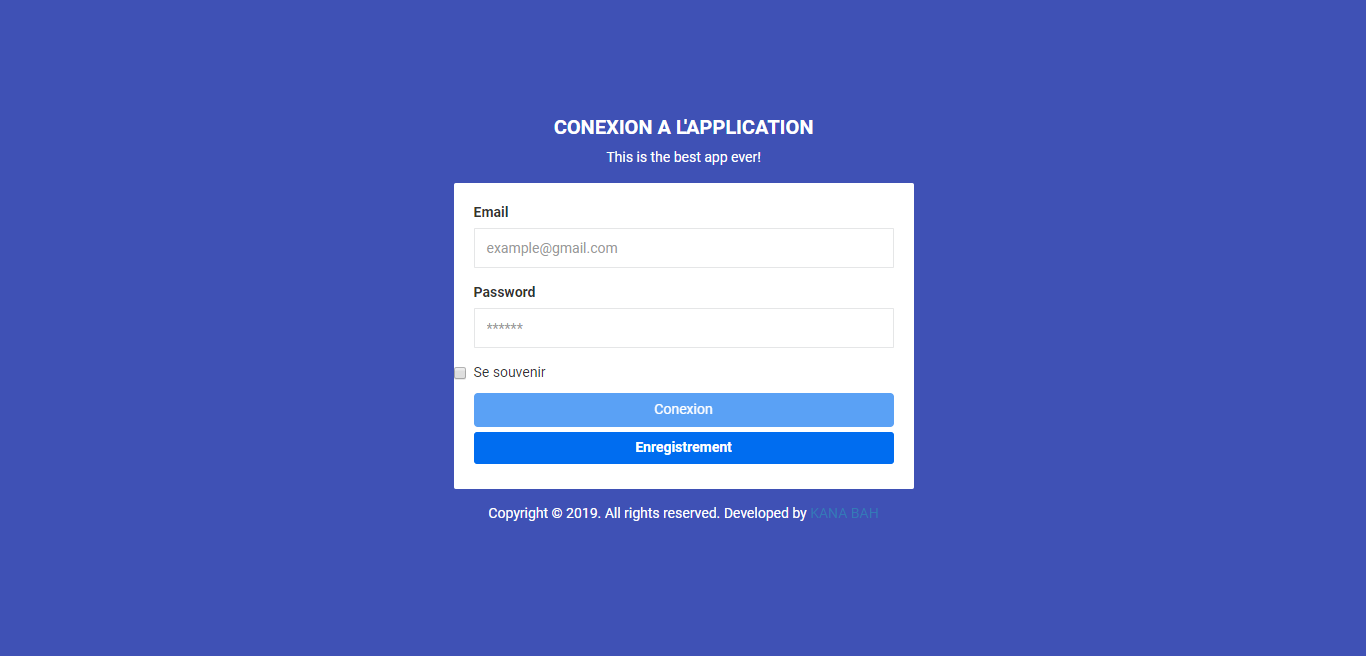 CONEXION A L'APPLICATION
This is the best app ever!
Email
example@gmail.com
Password
******
Se souvenir
Conexion
Enregistrement
Copyright © 2019. All rights reserved. Developed by KANA BAH